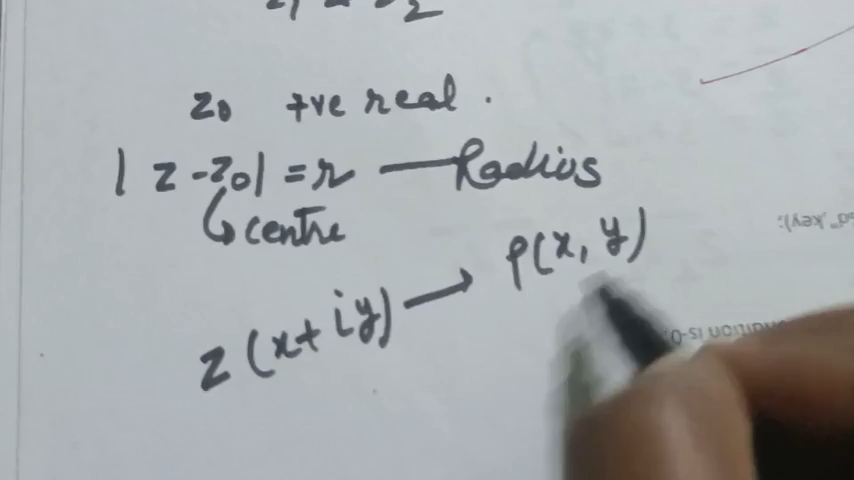 z₀ +ve real .
| z - z₀ | = r — Radius
centre
z (x + iy) → P(x, y)